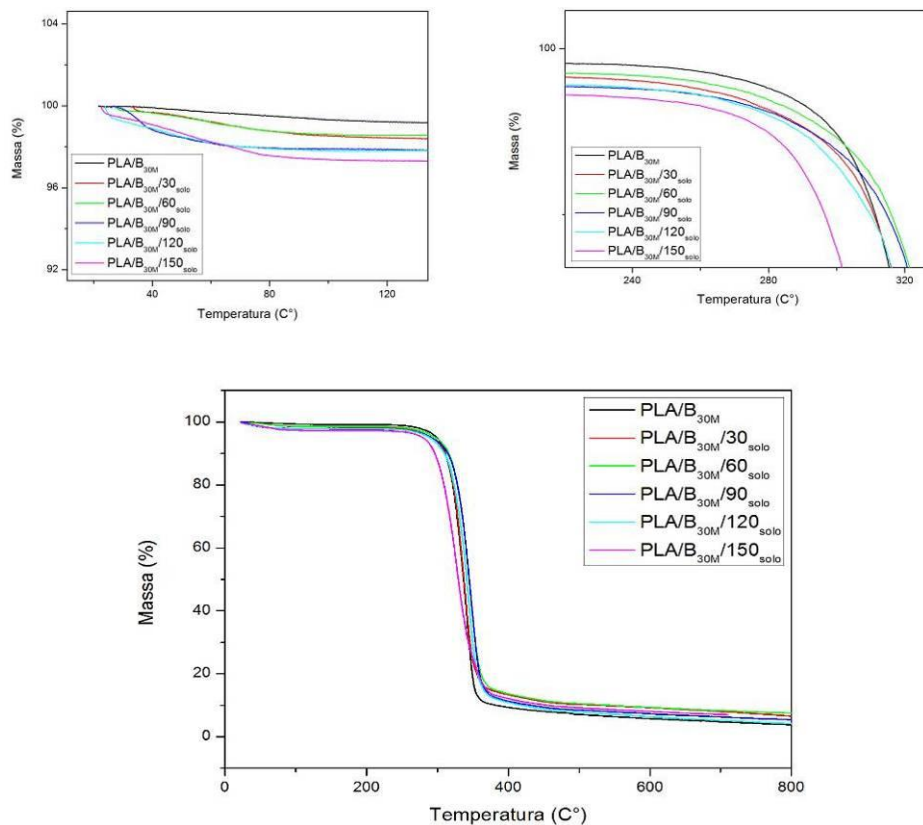 104
100
96
92
Massa (%)
PLA/B30M
PLA/B30M/30solo
PLA/B30M/60solo
PLA/B30M/90solo
PLA/B30M/120solo
PLA/B30M/150solo
40
80
120
Temperatura (C°)
100
Massa (%)
PLA/B30M
PLA/B30M/30solo
PLA/B30M/60solo
PLA/B30M/90solo
PLA/B30M/120solo
PLA/B30M/150solo
240
280
320
Temperatura (C°)
100
80
60
40
20
0
Massa (%)
PLA/B30M
PLA/B30M/30solo
PLA/B30M/60solo
PLA/B30M/90solo
PLA/B30M/120solo
PLA/B30M/150solo
0
200
400
600
800
Temperatura (C°)